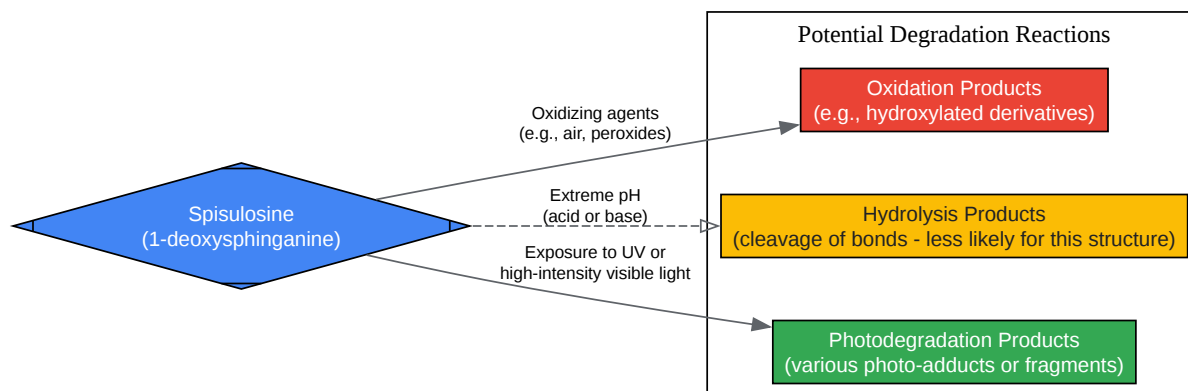 Potential Degradation Reactions
Oxidation Products
(e.g., hydroxylated derivatives)
Oxidizing agents
(e.g., air, peroxides)
Spisulosine
(1-deoxysphinganine)
Extreme pH
(acid or base)
Hydrolysis Products
(cleavage of bonds - less likely for this structure)
Exposure to UV or
high-intensity visible light
Photodegradation Products
(various photo-adducts or fragments)